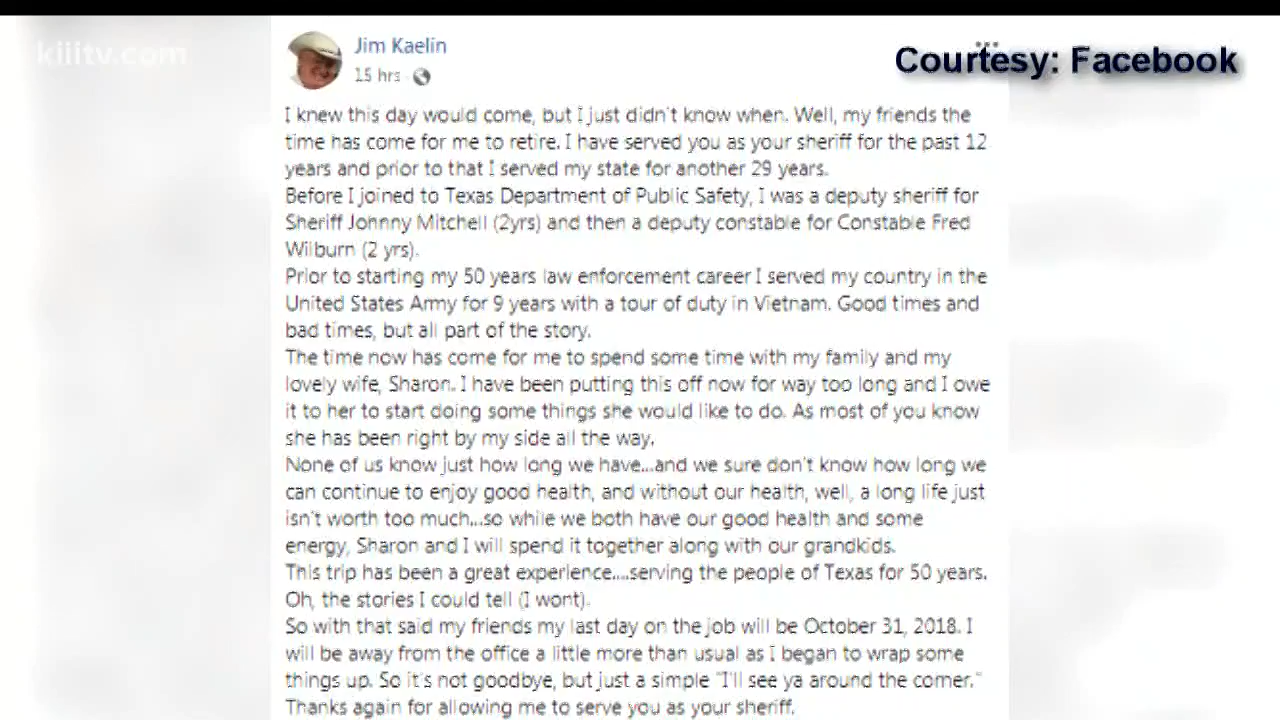 kiiitv.com
Jim Kaelin
Courtesy: Facebook
15 hrs ·
I knew this day would come, but I just didn't know when. Well, my friends the
time has come for me to retire. I have served you as your sheriff for the past 12
years and prior to that I served my state for another 29 years.
Before I joined to Texas Department of Public Safety, I was a deputy sheriff for
Sheriff Johnny Mitchell (2yrs) and then a deputy constable for Constable Fred
Wilburn (2 yrs).
Prior to starting my 50 years law enforcement career I served my country in the
United States Army for 9 years with a tour of duty in Vietnam. Good times and
bad times, but all part of the story.
The time now has come for me to spend some time with my family and my
lovely wife, Sharon. I have been putting this off now for way too long and I owe
it to her to start doing some things she would like to do. As most of you know
she has been right by my side all the way.
None of us know just how long we have...and we sure don't know how long we
can continue to enjoy good health, and without our health, well, a long life just
isn't worth too much...so while we both have our good health and some
energy, Sharon and I will spend it together along with our grandkids.
This trip has been a great experience....serving the people of Texas for 50 years.
Oh, the stories I could tell (I wont).
So with that said my friends my last day on the job will be October 31, 2018. I
will be away from the office a little more than usual as I began to wrap some
things up. So it's not goodbye, but just a simple "I'll see ya around the corner."
Thanks again for allowing me to serve you as your sheriff.